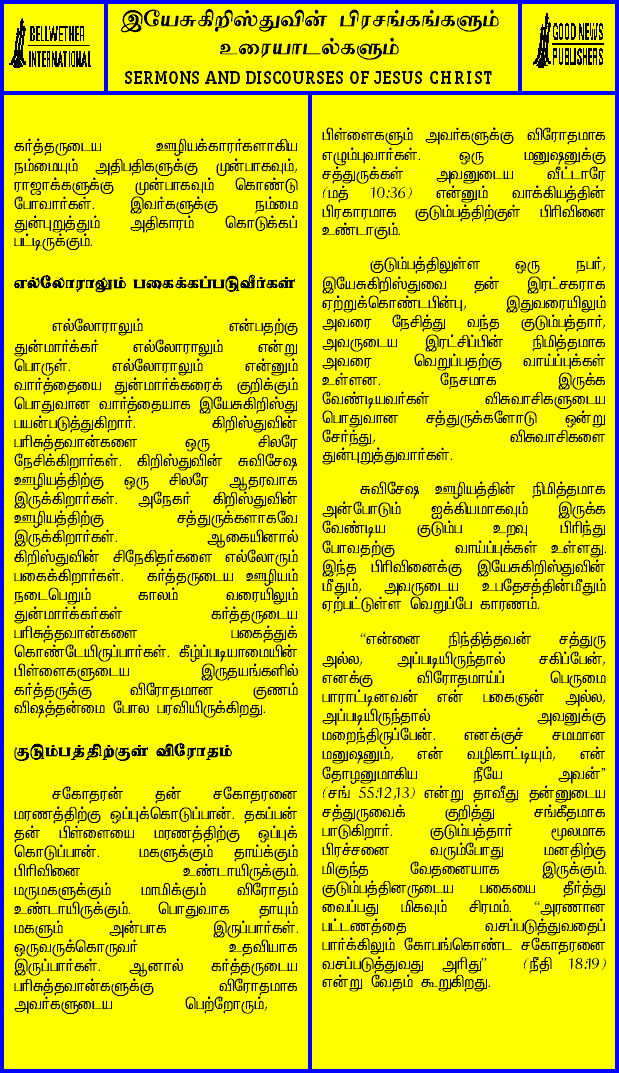 BELLWETHER
INTERNATIONAL
இயேசுகிறிஸ்துவின் பிரசங்கங்களும்
உரையாடல்களும்
SERMONS AND DISCOURSES OF JESUS CHRIST
GOOD NEWS
PUBLISHERS
கர்த்தருடைய ஊழியக்காரர்களாகிய
நம்மையும் அதிபதிகளுக்கு முன்பாகவும்,
ராஜாக்களுக்கு முன்பாகவும் கொண்டு
போவார்கள். இவர்களுக்கு நம்மை
துன்புறுத்தும் அதிகாரம் கொடுக்கப்
பட்டிருக்கும்.
எல்லோராலும் பகைக்கப்படுவீர்கள்
எல்லோராலும் என்பதற்கு
துன்மார்க்கர் எல்லோராலும் என்று
பொருள். எல்லோராலும் என்னும்
வார்த்தையை துன்மார்க்கரைக் குறிக்கும்
பொதுவான வார்த்தையாக இயேசுகிறிஸ்து
பயன்படுத்துகிறார். கிறிஸ்துவின்
பரிசுத்தவான்களை ஒரு சிலரே
நேசிக்கிறார்கள். கிறிஸ்துவின் சுவிசேஷ
ஊழியத்திற்கு ஒரு சிலரே ஆதரவாக
இருக்கிறார்கள். அநேகர் கிறிஸ்துவின்
ஊழியத்திற்கு சத்துருக்களாகவே
இருக்கிறார்கள். ஆகையினால்
கிறிஸ்துவின் சிநேகிதர்களை எல்லோரும்
பகைக்கிறார்கள். கர்த்தருடைய ஊழியம்
நடைபெறும் காலம் வரையிலும்
துன்மார்க்கர்கள் கர்த்தருடைய
பரிசுத்தவான்களை பகைத்துக்
கொண்டேயிருப்பார்கள். கீழ்ப்படியாமையின்
பிள்ளைகளுடைய இருதயங்களில்
கர்த்தருக்கு விரோதமான குணம்
விஷத்தன்மை போல பரவியிருக்கிறது.
குடும்பத்திற்குள் விரோதம்
சகோதரன் தன் சகோதரனை
மரணத்திற்கு ஒப்புக்கொடுப்பான். தகப்பன்
தன் பிள்ளையை மரணத்திற்கு ஒப்புக்
கொடுப்பான். மகளுக்கும் தாய்க்கும்
பிரிவினை உண்டாயிருக்கும்.
மருமகளுக்கும் மாமிக்கும் விரோதம்
உண்டாயிருக்கும். பொதுவாக தாயும்
மகளும் அன்பாக இருப்பார்கள்.
ஒருவருக்கொருவர் உதவியாக
இருப்பார்கள். ஆனால் கர்த்தருடைய
பரிசுத்தவான்களுக்கு விரோதமாக
அவர்களுடைய பெற்றோரும்,
பிள்ளைகளும் அவர்களுக்கு விரோதமாக
எழும்புவார்கள். ஒரு மனுஷனுக்கு
சத்துருக்கள் அவனுடைய வீட்டாரே
(மத் 10:36) என்னும் வாக்கியத்தின்
பிரகாரமாக குடும்பத்திற்குள் பிரிவினை
உண்டாகும்.
குடும்பத்திலுள்ள ஒரு நபர்,
இயேசுகிறிஸ்துவை தன் இரட்சகராக
ஏற்றுக்கொண்டபின்பு, இதுவரையிலும்
அவரை நேசித்து வந்த குடும்பத்தார்,
அவருடைய இரட்சிப்பின் நிமித்தமாக
அவரை வெறுப்பதற்கு வாய்ப்புக்கள்
உள்ளன. நேசமாக இருக்க
வேண்டியவர்கள் விசுவாசிகளுடைய
பொதுவான சத்துருக்களோடு ஒன்று
சேர்ந்து, விசுவாசிகளை
துன்புறுத்துவார்கள்.
சுவிசேஷ ஊழியத்தின் நிமித்தமாக
அன்போடும் ஐக்கியமாகவும் இருக்க
வேண்டிய குடும்ப உறவு பிரிந்து
போவதற்கு வாய்ப்புக்கள் உள்ளது.
இந்த பிரிவினைக்கு இயேசுகிறிஸ்துவின்
மீதும், அவருடைய உபதேசத்தின்மீதும்
ஏற்பட்டுள்ள வெறுப்பே காரணம்.
“என்னை நிந்தித்தவன் சத்துரு
அல்ல, அப்படியிருந்தால் சகிப்பேன்,
எனக்கு விரோதமாய்ப் பெருமை
பாராட்டினவன் என் பகைஞன் அல்ல,
அப்படியிருந்தால் அவனுக்கு
மறைந்திருப்பேன். எனக்குச் சமமான
மனுஷனும், என் வழிகாட்டியும், என்
தோழனுமாகிய நீயே அவன்”
(சங் 55:12,13) என்று தாவீது தன்னுடைய
சத்துருவைக் குறித்து சங்கீதமாக
பாடுகிறார். குடும்பத்தார் மூலமாக
பிரச்சனை வரும்போது மனதிற்கு
மிகுந்த வேதனையாக இருக்கும்.
குடும்பத்தினருடைய பகையை தீர்த்து
வைப்பது மிகவும் சிரமம். “அரணான
பட்டணத்தை வசப்படுத்துவதைப்
பார்க்கிலும் கோபங்கொண்ட சகோதரனை
வசப்படுத்துவது அரிது” (நீதி 18:19)
என்று வேதம் கூறுகிறது.